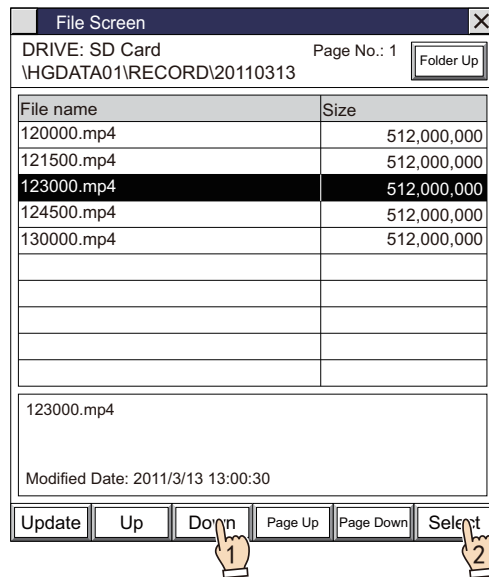 File Screen
DRIVE: SD Card Page No.: 1
\HGDATA01\RECORD\20110313
Folder Up
File name Size
120000.mp4 512,000,000
121500.mp4 512,000,000
123000.mp4 512,000,000
124500.mp4 512,000,000
130000.mp4 512,000,000
123000.mp4
Modified Date: 2011/3/13 13:00:30
Update Up Down Page Up Page Down Select
1 2